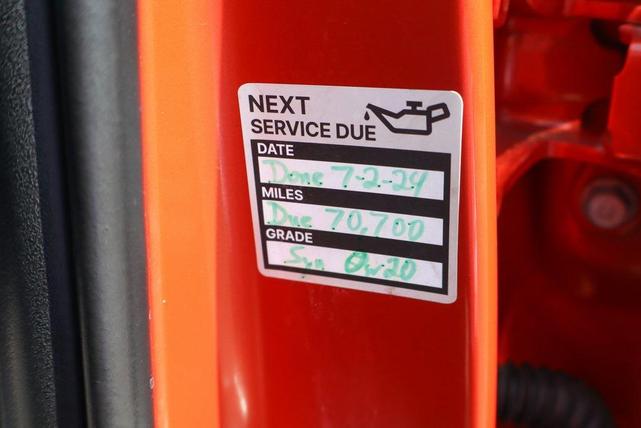 NEXT
SERVICE DUE
DATE
Done 7-2-24
MILES
Due 70,700
GRADE
Syn 0w20